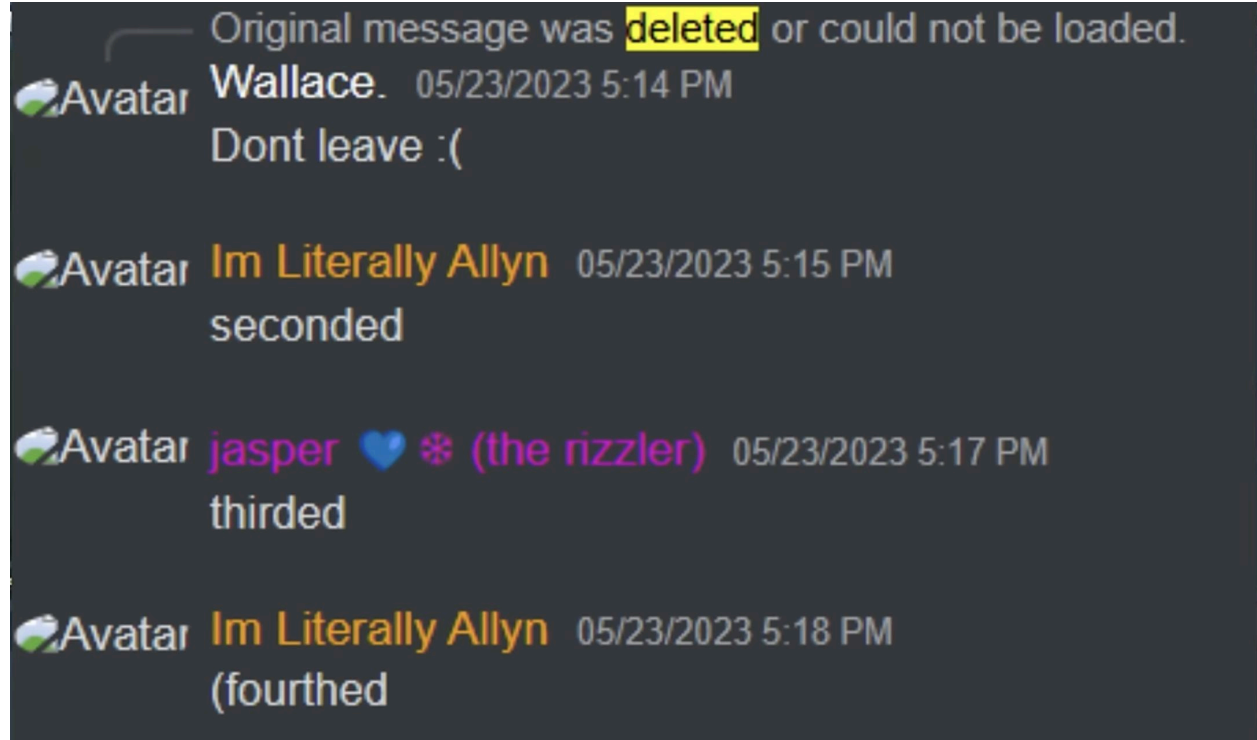 Original message was deleted or could not be loaded.
Avatar Wallace. 05/23/2023 5:14 PM
Dont leave :(
Avatar Im Literally Allyn 05/23/2023 5:15 PM
seconded
Avatar jasper 💙 ❄ (the rizzler) 05/23/2023 5:17 PM
thirded
Avatar Im Literally Allyn 05/23/2023 5:18 PM
(fourthed